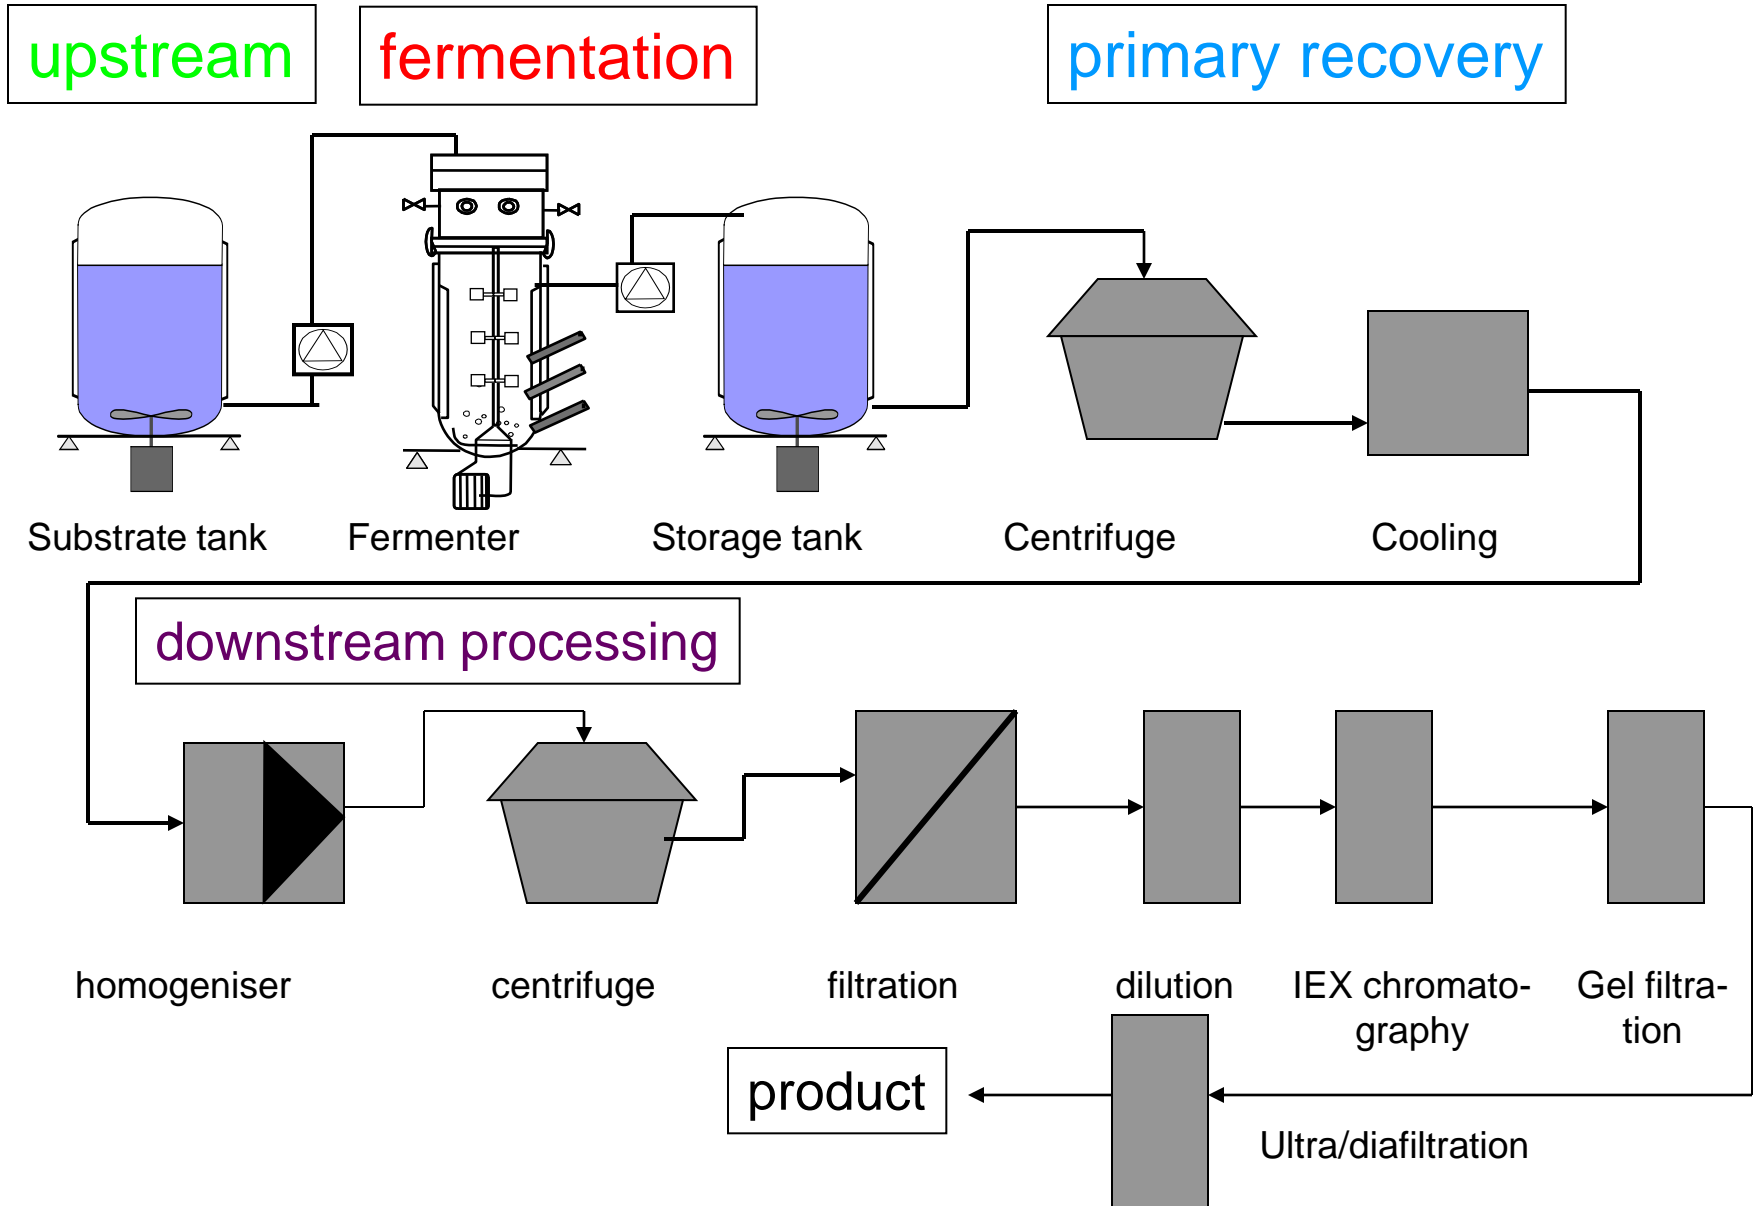 upstream
fermentation
primary recovery
Substrate tank
Fermenter
Storage tank
Centrifuge
Cooling
downstream processing
homogeniser
centrifuge
filtration
dilution
IEX chromato-
graphy
Gel filtra-
tion
product
Ultra/diafiltration